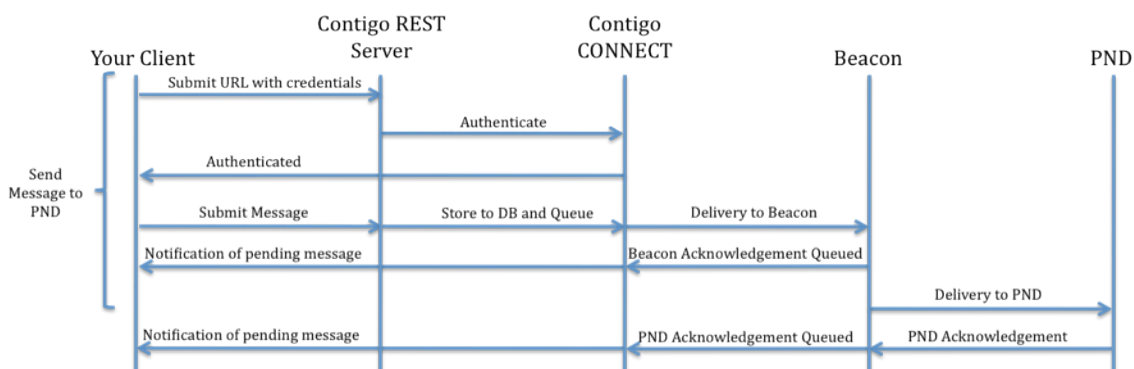 Contigo REST
Server
Contigo
CONNECT
Your Client
Beacon
PND
Submit URL with credentials
Authenticate
Authenticated
Send
Message to
PND
Submit Message
Store to DB and Queue
Delivery to Beacon
Notification of pending message
Beacon Acknowledgement Queued
Delivery to PND
Notification of pending message
PND Acknowledgement Queued
PND Acknowledgement